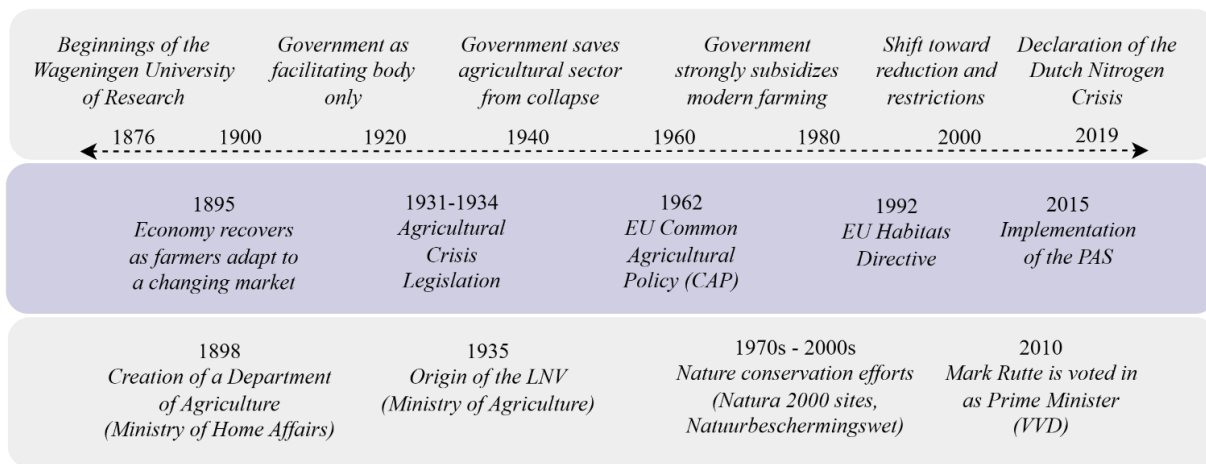 Beginnings of the
Wageningen University
of Research
Government as
facilitating body
only
Government saves
agricultural sector
from collapse
Government
strongly subsidizes
modern farming
Shift toward
reduction and
restrictions
Declaration of the
Dutch Nitrogen
Crisis
1876 1900 1920 1940 1960 1980 2000 2019
1895
Economy recovers
as farmers adapt to
a changing market
1931-1934
Agricultural
Crisis
Legislation
1962
EU Common
Agricultural
Policy (CAP)
1992
EU Habitats
Directive
2015
Implementation
of the PAS
1898
Creation of a Department
of Agriculture
(Ministry of Home Affairs)
1935
Origin of the LNV
(Ministry of Agriculture)
1970s - 2000s
Nature conservation efforts
(Natura 2000 sites,
Natuurbeschermingswet)
2010
Mark Rutte is voted in
as Prime Minister
(VVD)